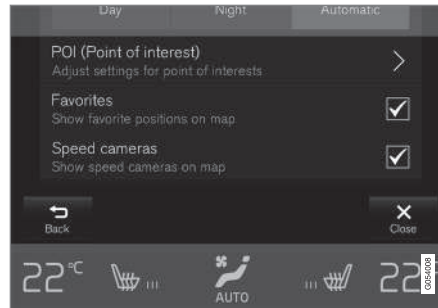 Day Night Automatic
POI (Point of interest)
Adjust settings for point of interests
Favorites
Show favorite positions on map
Speed cameras
Show speed cameras on map
Back Close
22°C AUTO 22°
G054008